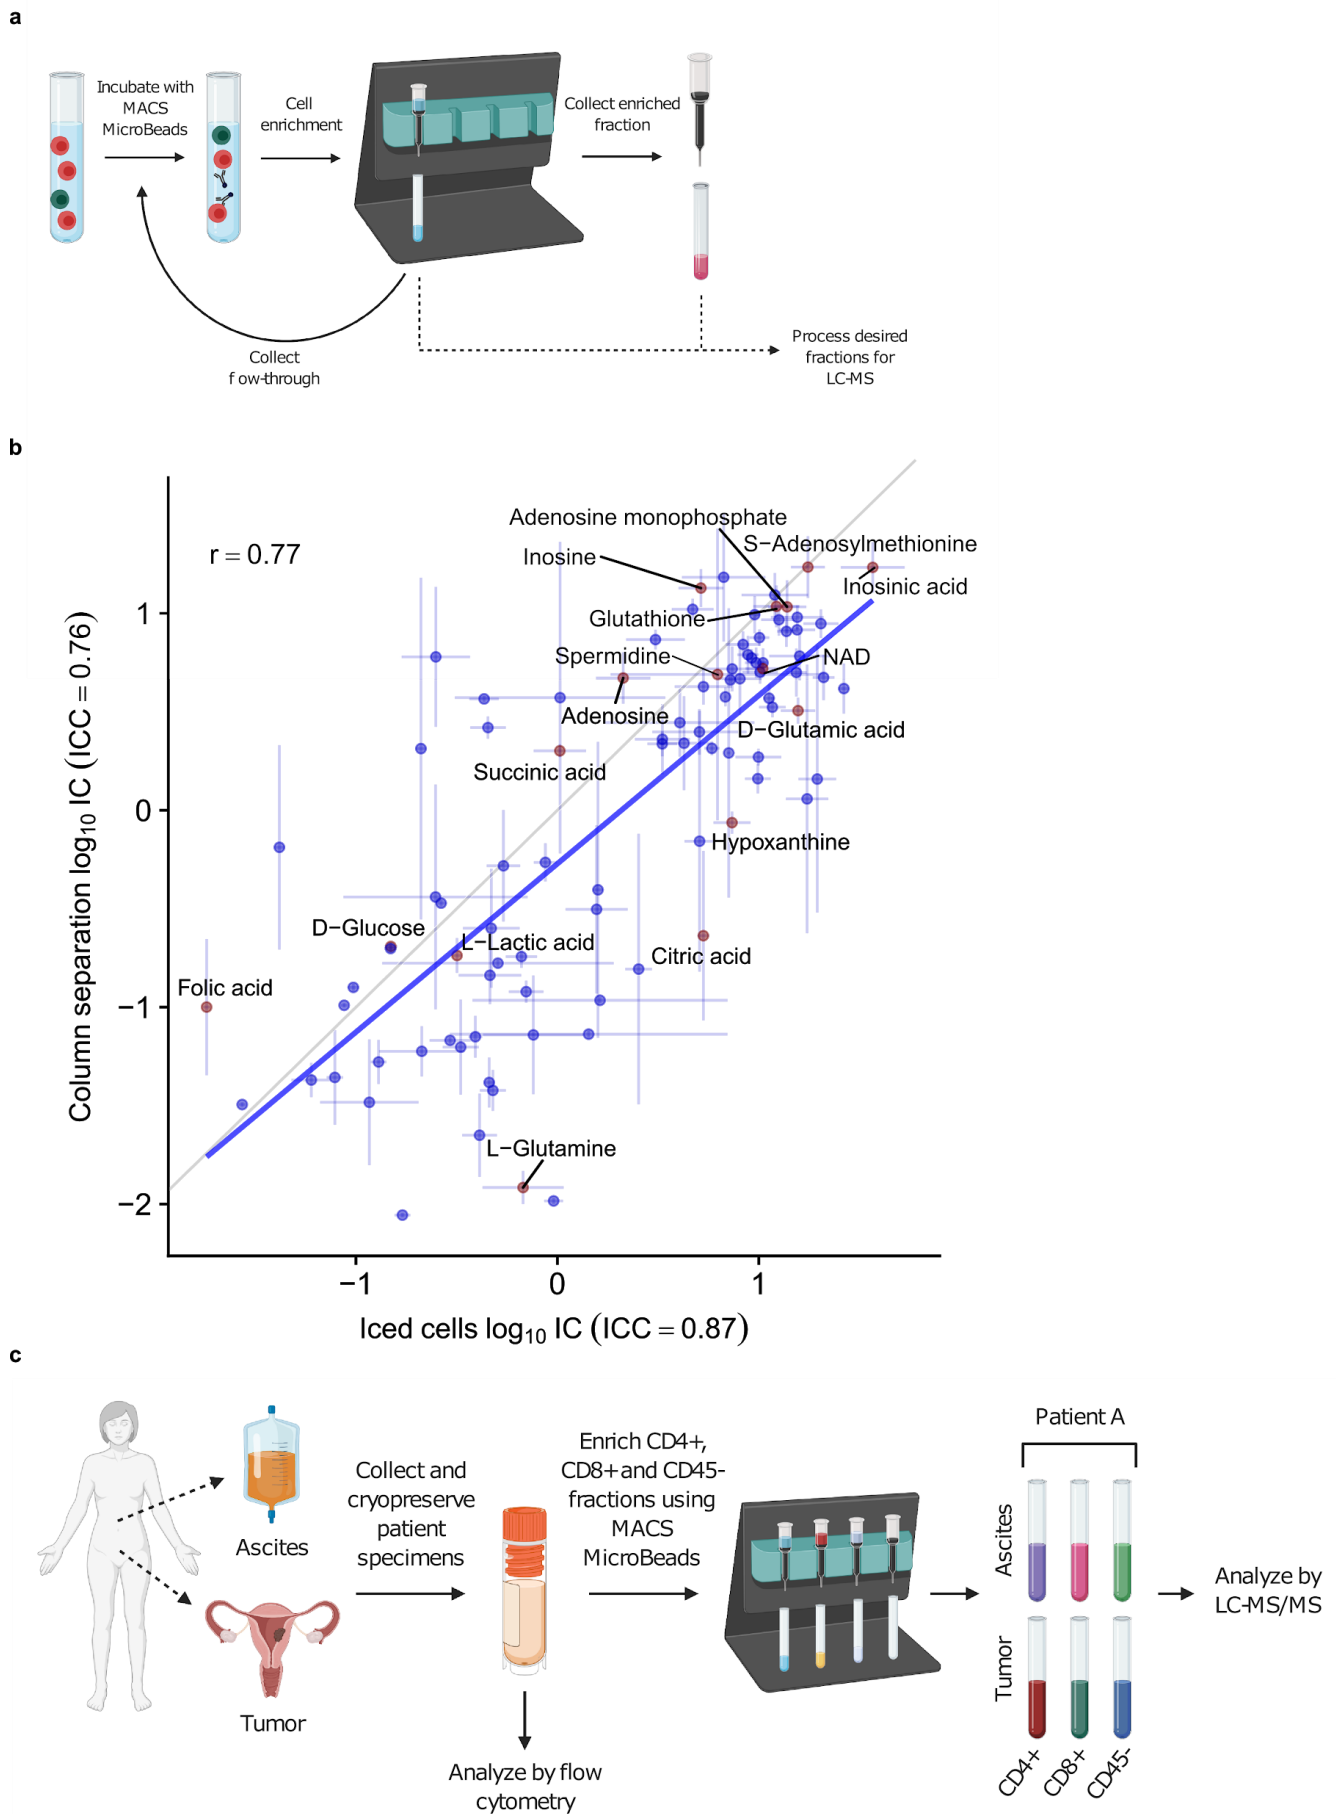 a
Incubate with
MACS
MicroBeads
Cell
enrichment
Collect enriched
fraction
Collect
f ow-through
Process desired
fractions for
LC-MS
b
r = 0.77
Adenosine monophosphate
S−Adenosylmethionine
Inosine
Inosinic acid
Glutathione
Spermidine
NAD
Adenosine
D−Glutamic acid
Succinic acid
Hypoxanthine
D−Glucose
L−Lactic acid
Citric acid
Folic acid
L−Glutamine
1
0
−1
−2
Column separation log10 IC (ICC = 0.76)
−1
0
1
Iced cells log10 IC (ICC = 0.87)
c
Ascites
Tumor
Collect and
cryopreserve
patient
specimens
Analyze by flow
cytometry
Enrich CD4+,
CD8+ and CD45-
fractions using
MACS
MicroBeads
Patient A
Ascites
Tumor
CD4+
CD8+
CD45-
Analyze by
LC-MS/MS